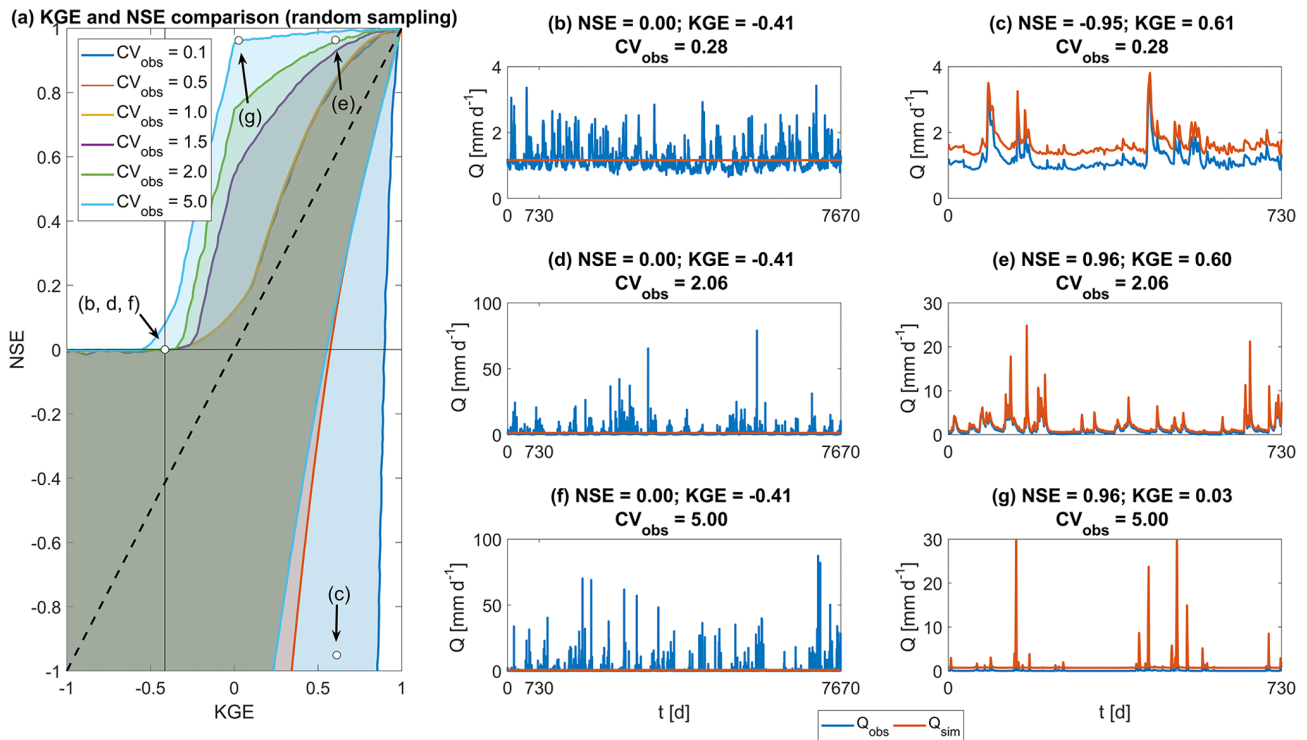 (a) KGE and NSE comparison (random sampling)
CVobs = 0.1
CVobs = 0.5
CVobs = 1.0
CVobs = 1.5
CVobs = 2.0
CVobs = 5.0
(g)
(e)
(b, d, f)
(c)
1
0.8
0.6
0.4
0.2
0
-0.2
-0.4
-0.6
-0.8
-1
NSE
-1 -0.5 0 0.5 1
KGE
(b) NSE = 0.00; KGE = -0.41
CVobs = 0.28
4
2
0
Q [mm d-1]
0 730 7670
(c) NSE = -0.95; KGE = 0.61
CVobs = 0.28
4
2
0
Q [mm d-1]
0 730
(d) NSE = 0.00; KGE = -0.41
CVobs = 2.06
100
50
0
Q [mm d-1]
0 730 7670
(e) NSE = 0.96; KGE = 0.60
CVobs = 2.06
30
20
10
0
Q [mm d-1]
0 730
(f) NSE = 0.00; KGE = -0.41
CVobs = 5.00
100
50
0
Q [mm d-1]
0 730 7670
t [d]
(g) NSE = 0.96; KGE = 0.03
CVobs = 5.00
30
20
10
0
Q [mm d-1]
0 730
t [d]
Qobs Qsim